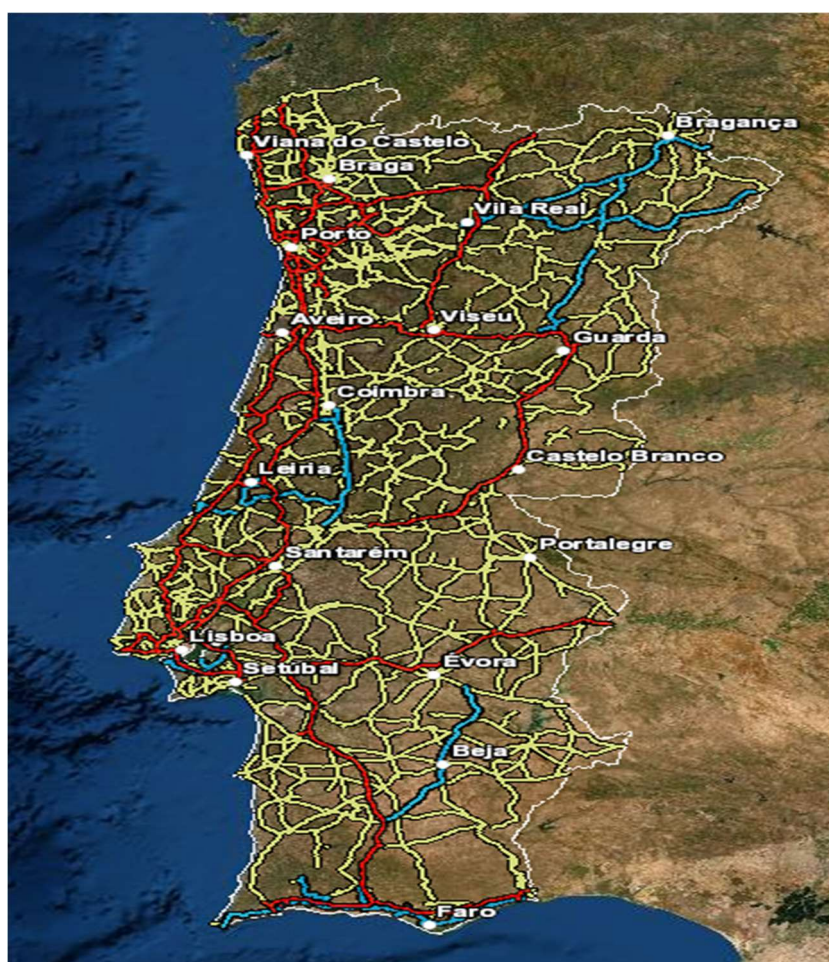 Bragança
Viana do Castelo
Braga
Vila Real
Porto
Aveiro
Viseu
Guarda
Coimbra
Leiria
Castelo Branco
Santarém
Portalegre
Lisboa
Setúbal
Évora
Beja
Faro